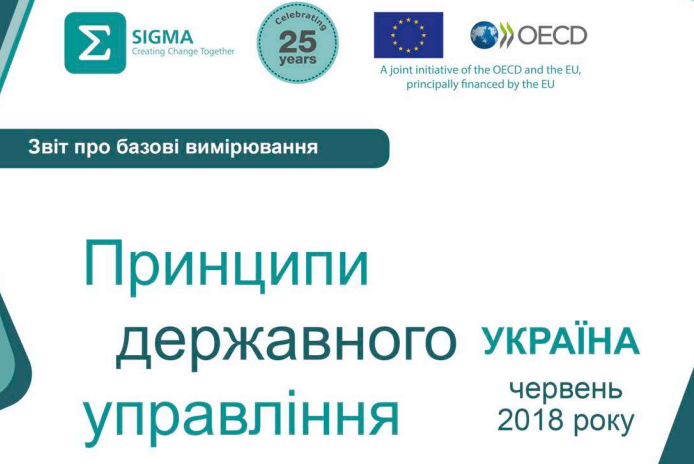 SIGMA
Creating Change Together
Celebrating
25
years
OECD
A joint initiative of the OECD and the EU,
principally financed by the EU
Звіт про базові вимірювання
Принципи
державного
управління
УКРАЇНА
червень
2018 року